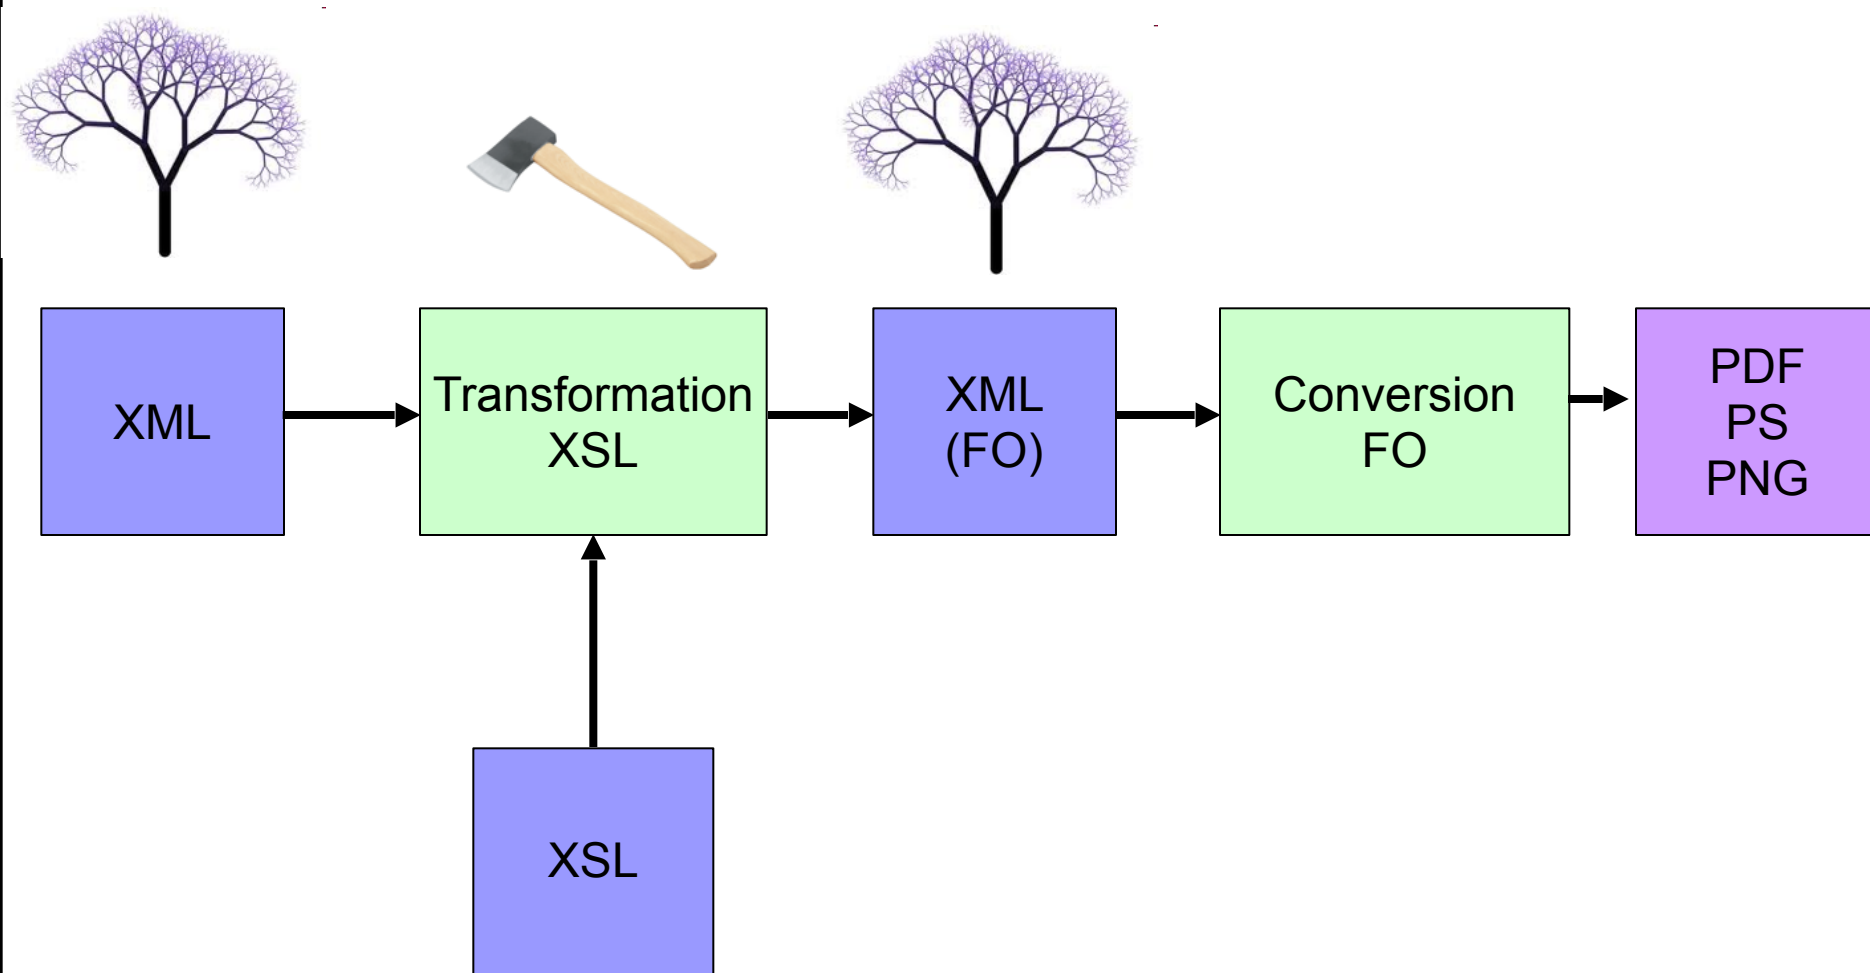 XML
Transformation
XSL
XML
(FO)
Conversion
FO
PDF
PS
PNG
XSL